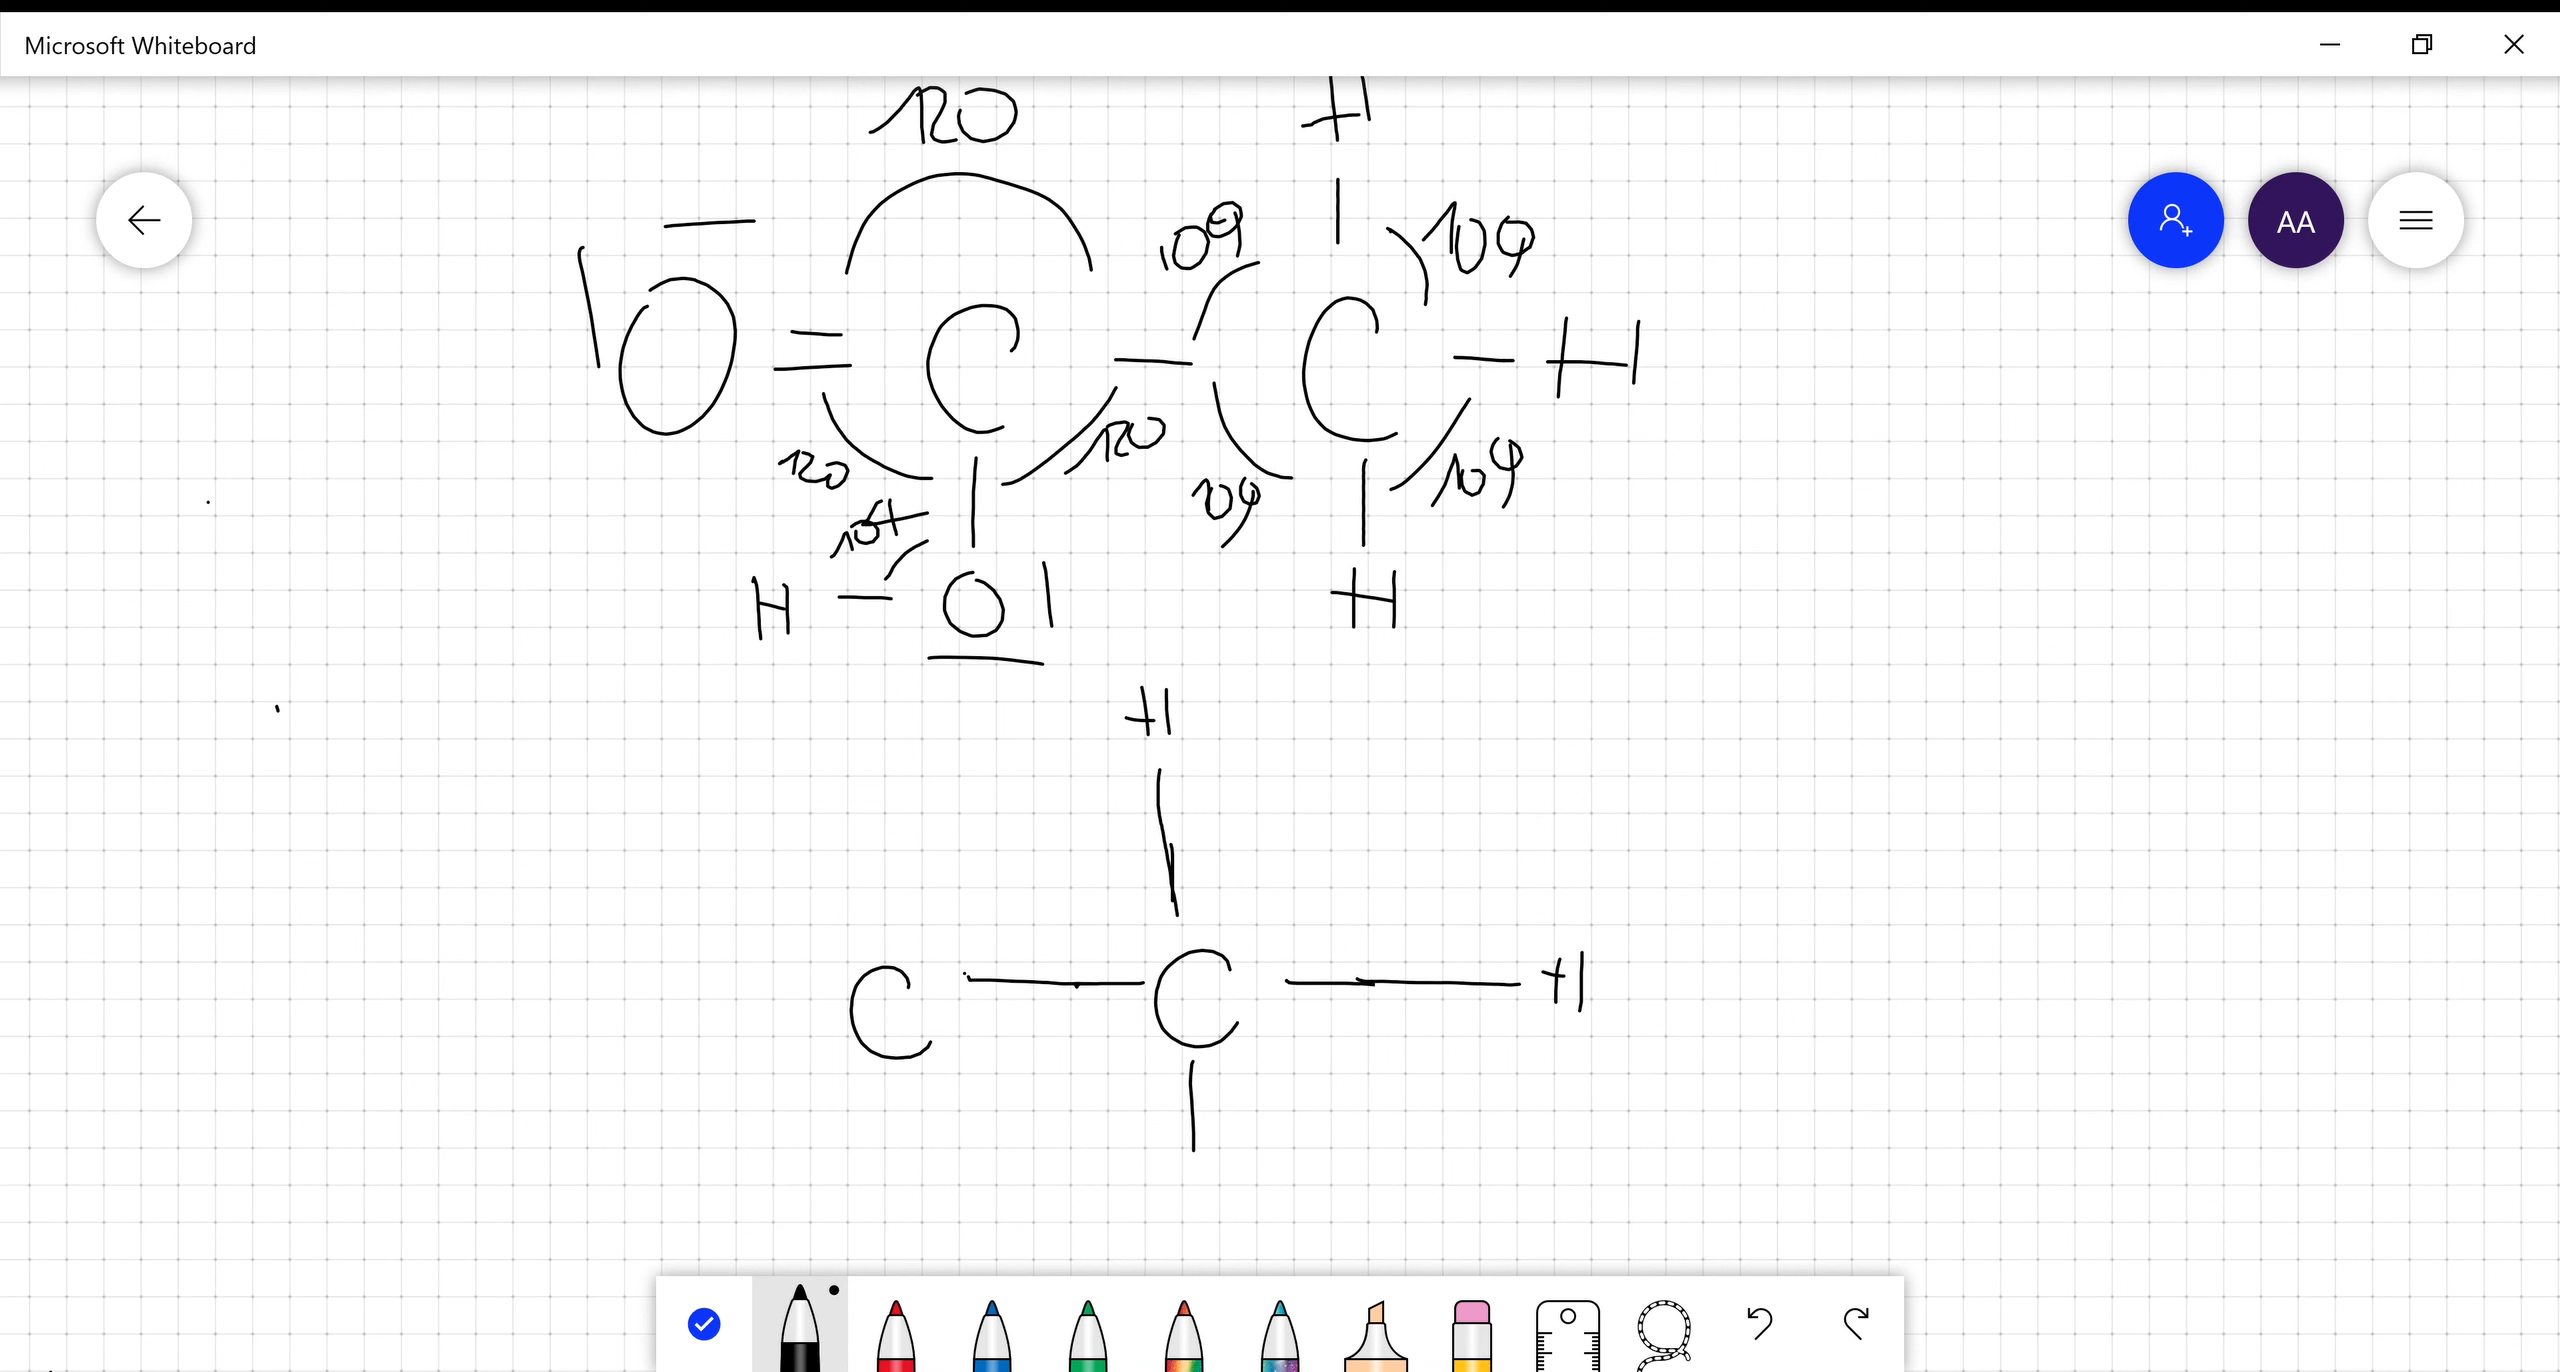 Microsoft Whiteboard
120 H
109 109
AA
O = C - C - H
120 120 109 109
104
H - O H
H
C - C - H